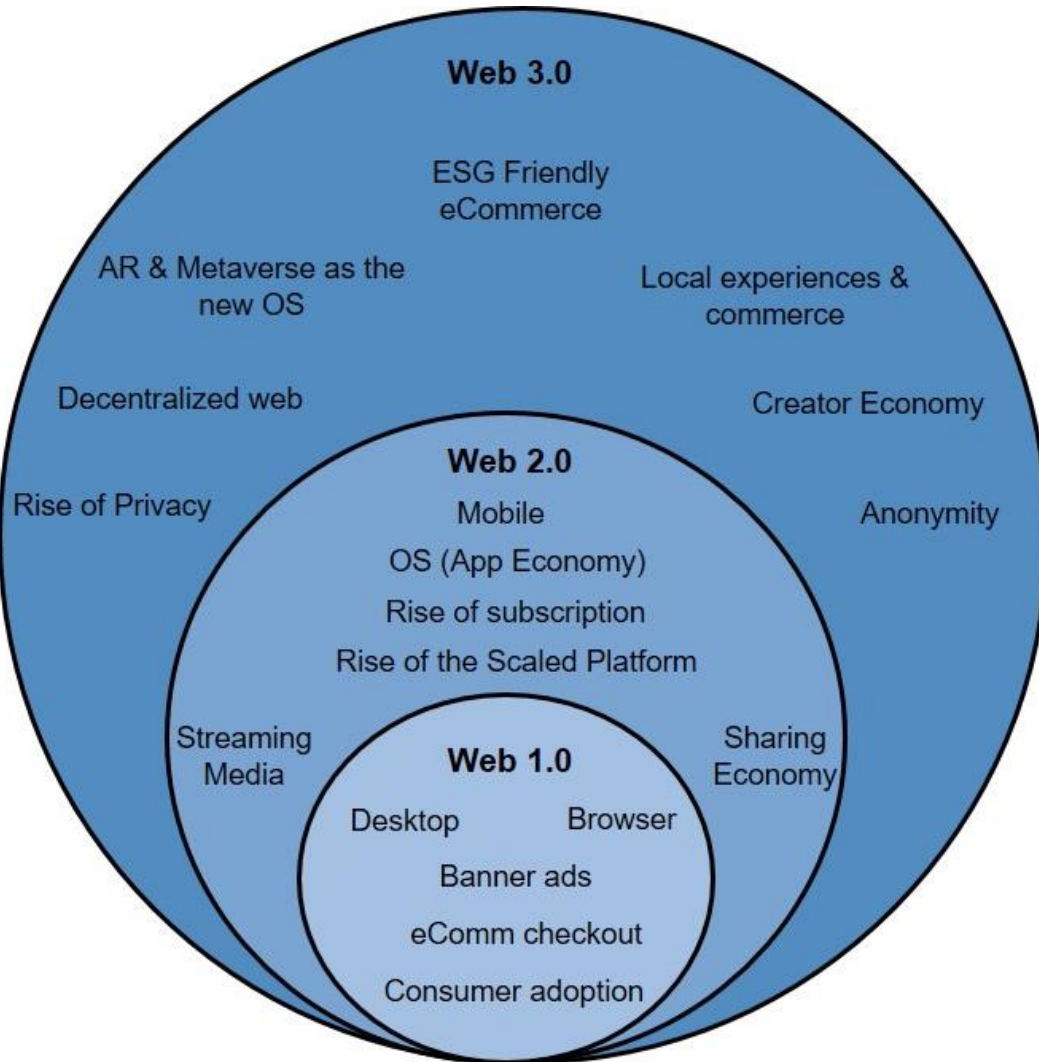 Web 3.0
ESG Friendly
eCommerce
AR & Metaverse as the
new OS
Local experiences &
commerce
Decentralized web
Creator Economy
Rise of Privacy
Anonymity
Web 2.0
Mobile
OS (App Economy)
Rise of subscription
Rise of the Scaled Platform
Streaming
Media
Sharing
Economy
Web 1.0
Desktop
Browser
Banner ads
eComm checkout
Consumer adoption